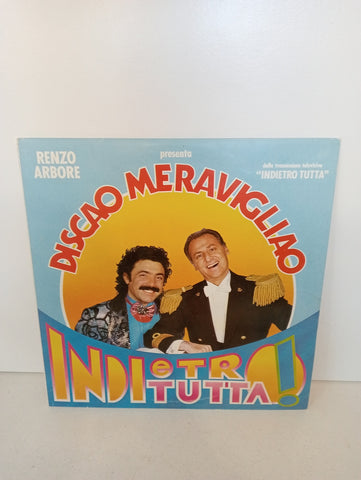 RENZO
ARBORE
presenta
dalla trasmissione televisiva
"INDIETRO TUTTA"
DISCAO MERAVIGLIAO
INDIETRO
TUTTA!